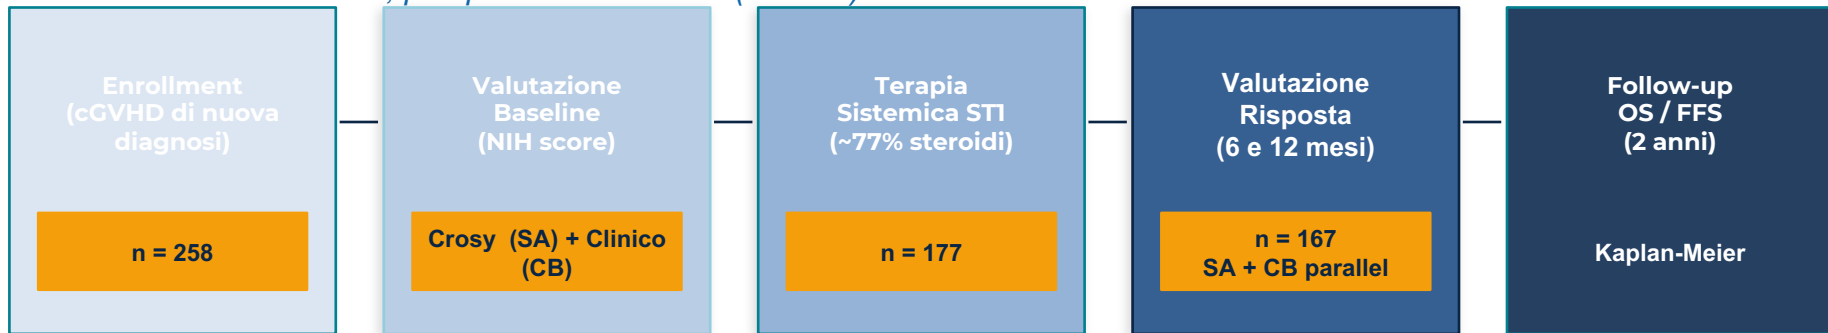 Enrollment
(cGVHD di nuova
diagnosi)
n = 258
Valutazione
Baseline
(NIH score)
Crosy (SA) + Clinico
(CB)
Terapia
Sistemica ST1
(~77% steroidi)
n = 177
Valutazione
Risposta
(6 e 12 mesi)
n = 167
SA + CB parallel
Follow-up
OS / FFS
(2 anni)
Kaplan-Meier